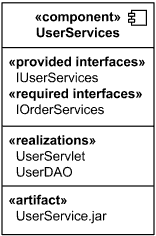 «component»
UserServices
«provided interfaces»
IUserServices
«required interfaces»
IOrderServices
«realizations»
UserServlet
UserDAO
«artifact»
UserService.jar